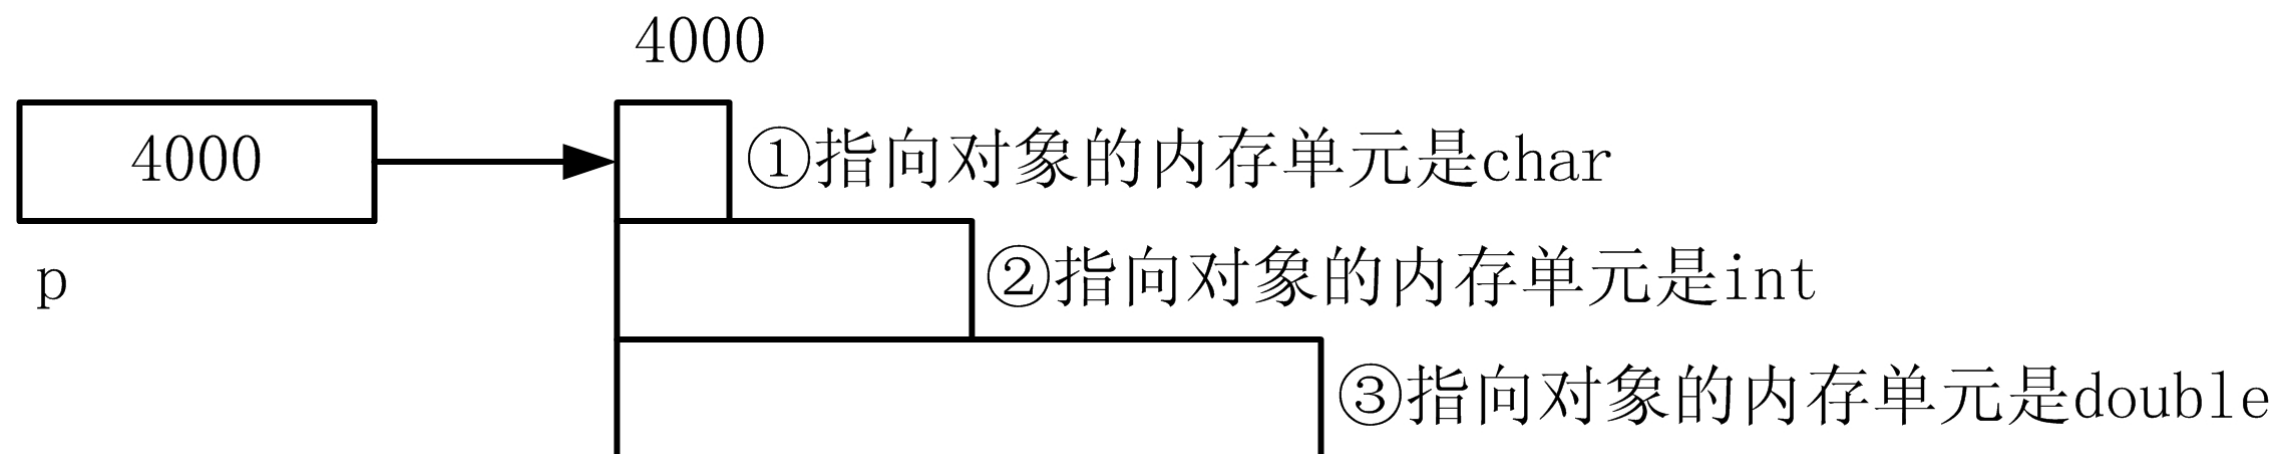 4000
4000
①指向对象的内存单元是char
p
②指向对象的内存单元是int
③指向对象的内存单元是double